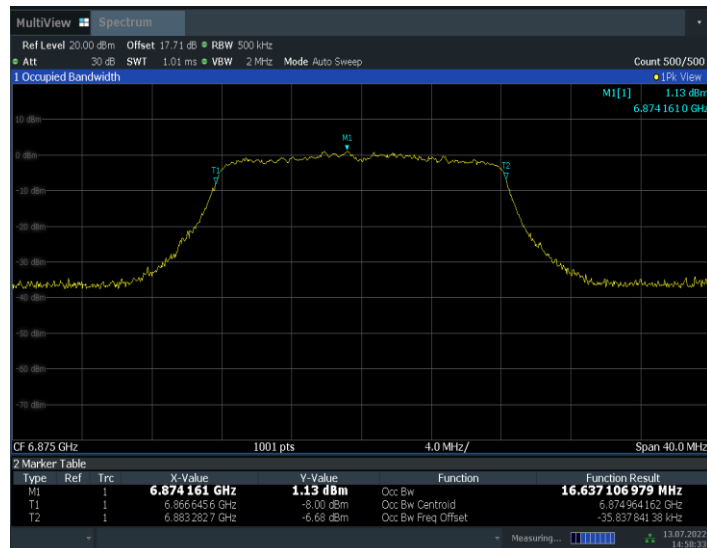 MultiView Spectrum
Ref Level 20.00 dBm Offset 17.71 dB RBW 500 kHz
Att 30 dB SWT 1.01 ms VBW 2 MHz Mode Auto Sweep Count 500/500
1 Occupied Bandwidth 1Pk View
M1[1] 1.13 dBm
6.874 161 0 GHz
10 dBm
M1
0 dBm
T1 T2
-10 dBm
-20 dBm
-30 dBm
-40 dBm
-50 dBm
-60 dBm
-70 dBm
CF 6.875 GHz 1001 pts 4.0 MHz/ Span 40.0 MHz
2 Marker Table
Type Ref Trc X-Value Y-Value Function Function Result
M1 1 6.874 161 GHz 1.13 dBm Occ Bw 16.637 106 979 MHz
T1 1 6.866 645 6 GHz -8.00 dBm Occ Bw Centroid 6.874 964 162 GHz
T2 1 6.883 282 7 GHz -6.68 dBm Occ Bw Freq Offset -35.837 841 38 kHz
Measuring... 13.07.2022
14:58:33